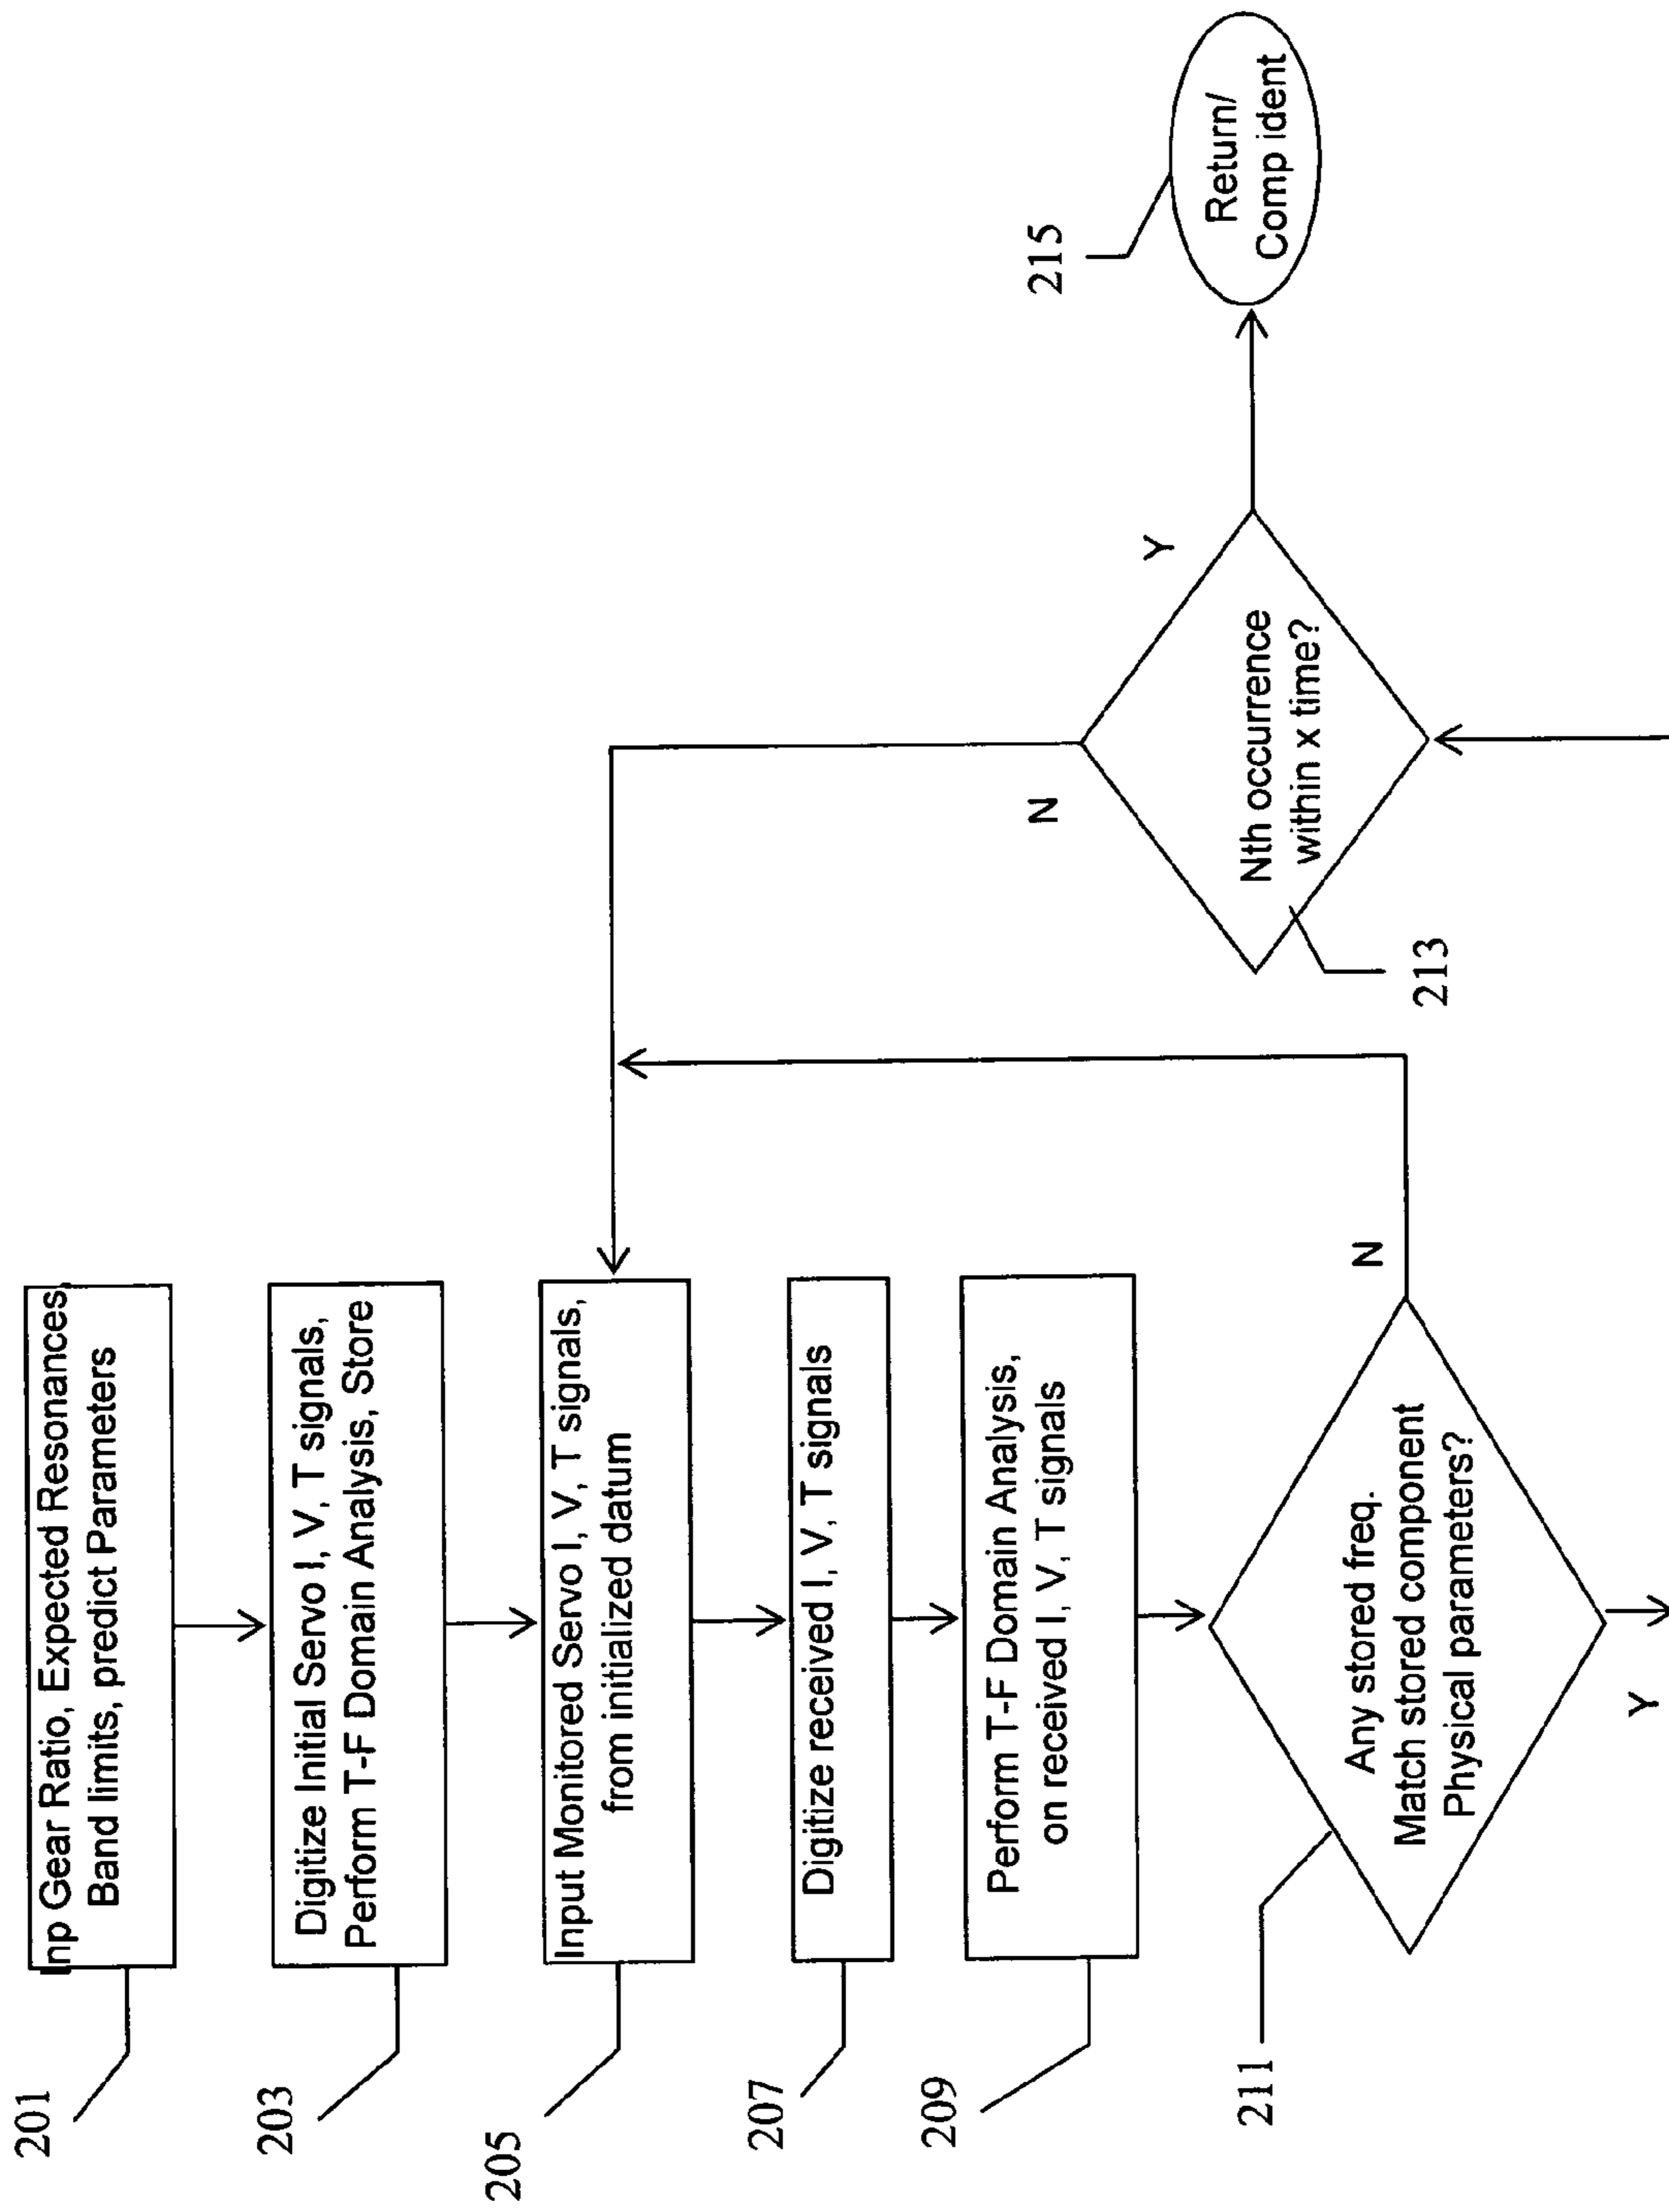 201
Inp Gear Ratio, Expected Resonances
Band limits, predict Parameters
203
Digitize Initial Servo I, V, T signals,
Perform T-F Domain Analysis, Store
205
Input Monitored Servo I, V, T signals,
from initialized datum
207
Digitize received I, V, T signals
209
Perform T-F Domain Analysis,
on received I, V, T signals
211
Any stored freq.
Match stored component
Physical parameters?
N
Y
213
Nth occurrence
within x time?
N
Y
215
Return/
Comp ident